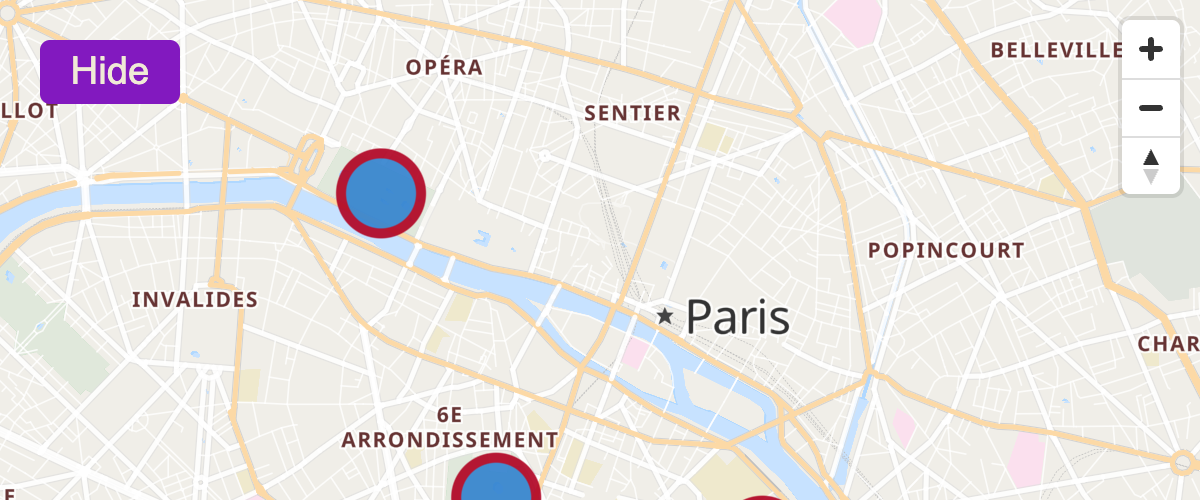 BELLEVILLE
OPÉRA
Hide
LLOT
SENTIER
POPINCOURT
INVALIDES
Paris
CHAR
6E
ARRONDISSEMENT
E